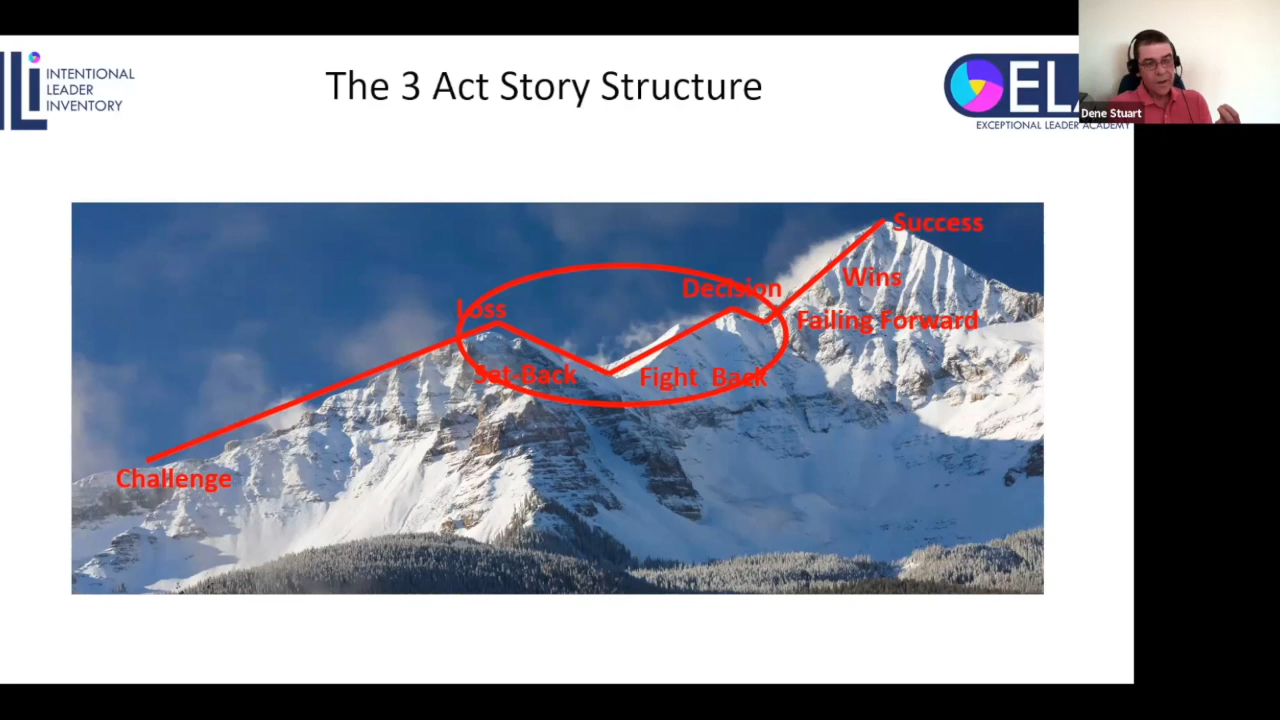 INTENTIONAL
LEADER
INVENTORY
The 3 Act Story Structure
EXCEPTIONAL LEADER ACADEMY
Dene Stuart
Success
Wins
Decision
Loss
Failing Forward
Set-Back
Fight Back
Challenge